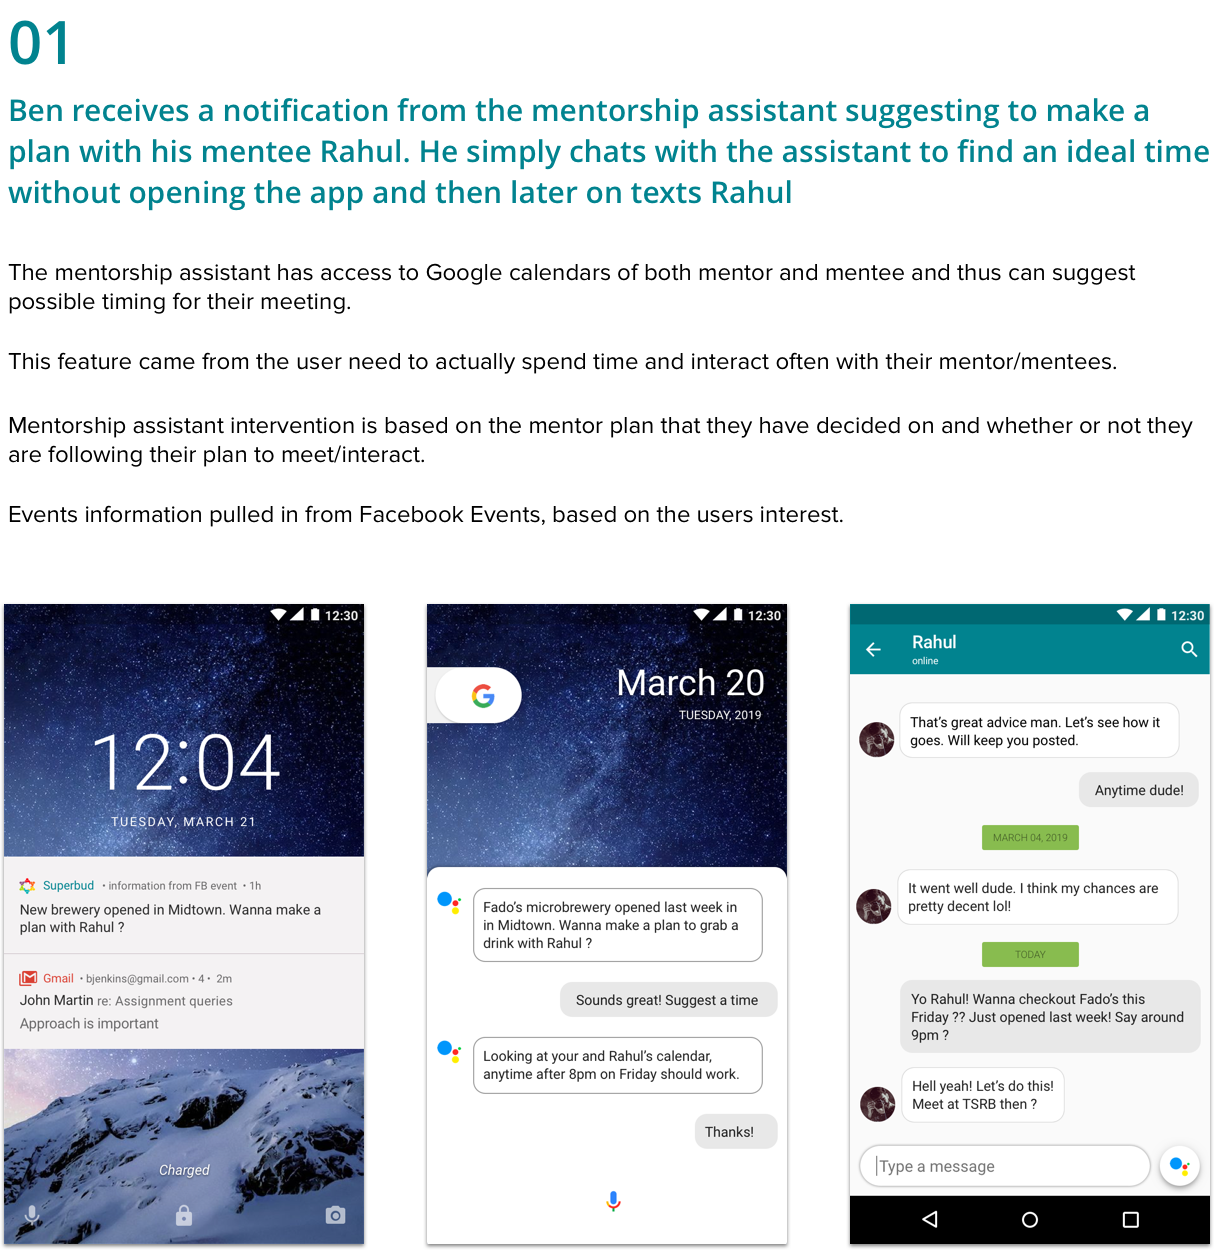 01
Ben receives a notification from the mentorship assistant suggesting to make a
plan with his mentee Rahul. He simply chats with the assistant to find an ideal time
without opening the app and then later on texts Rahul
The mentorship assistant has access to Google calendars of both mentor and mentee and thus can suggest
possible timing for their meeting.
This feature came from the user need to actually spend time and interact often with their mentor/mentees.
Mentorship assistant intervention is based on the mentor plan that they have decided on and whether or not they
are following their plan to meet/interact.
Events information pulled in from Facebook Events, based on the users interest.
12:30
12:04
TUESDAY, MARCH 21
Superbud • information from FB event • 1h
New brewery opened in Midtown. Wanna make a
plan with Rahul ?
Gmail • bjenkins@gmail.com • 4 • 2m
John Martin re: Assignment queries
Approach is important
Charged
12:30
G
March 20
TUESDAY, 2019
Fado's microbrewery opened last week in
in Midtown. Wanna make a plan to grab a
drink with Rahul ?
Sounds great! Suggest a time
Looking at your and Rahul's calendar,
anytime after 8pm on Friday should work.
Thanks!
12:30
Rahul
online
That's great advice man. Let's see how it
goes. Will keep you posted.
Anytime dude!
MARCH 04, 2019
It went well dude. I think my chances are
pretty decent lol!
TODAY
Yo Rahul! Wanna checkout Fado's this
Friday ?? Just opened last week! Say around
9pm ?
Hell yeah! Let's do this!
Meet at TSRB then ?
Type a message